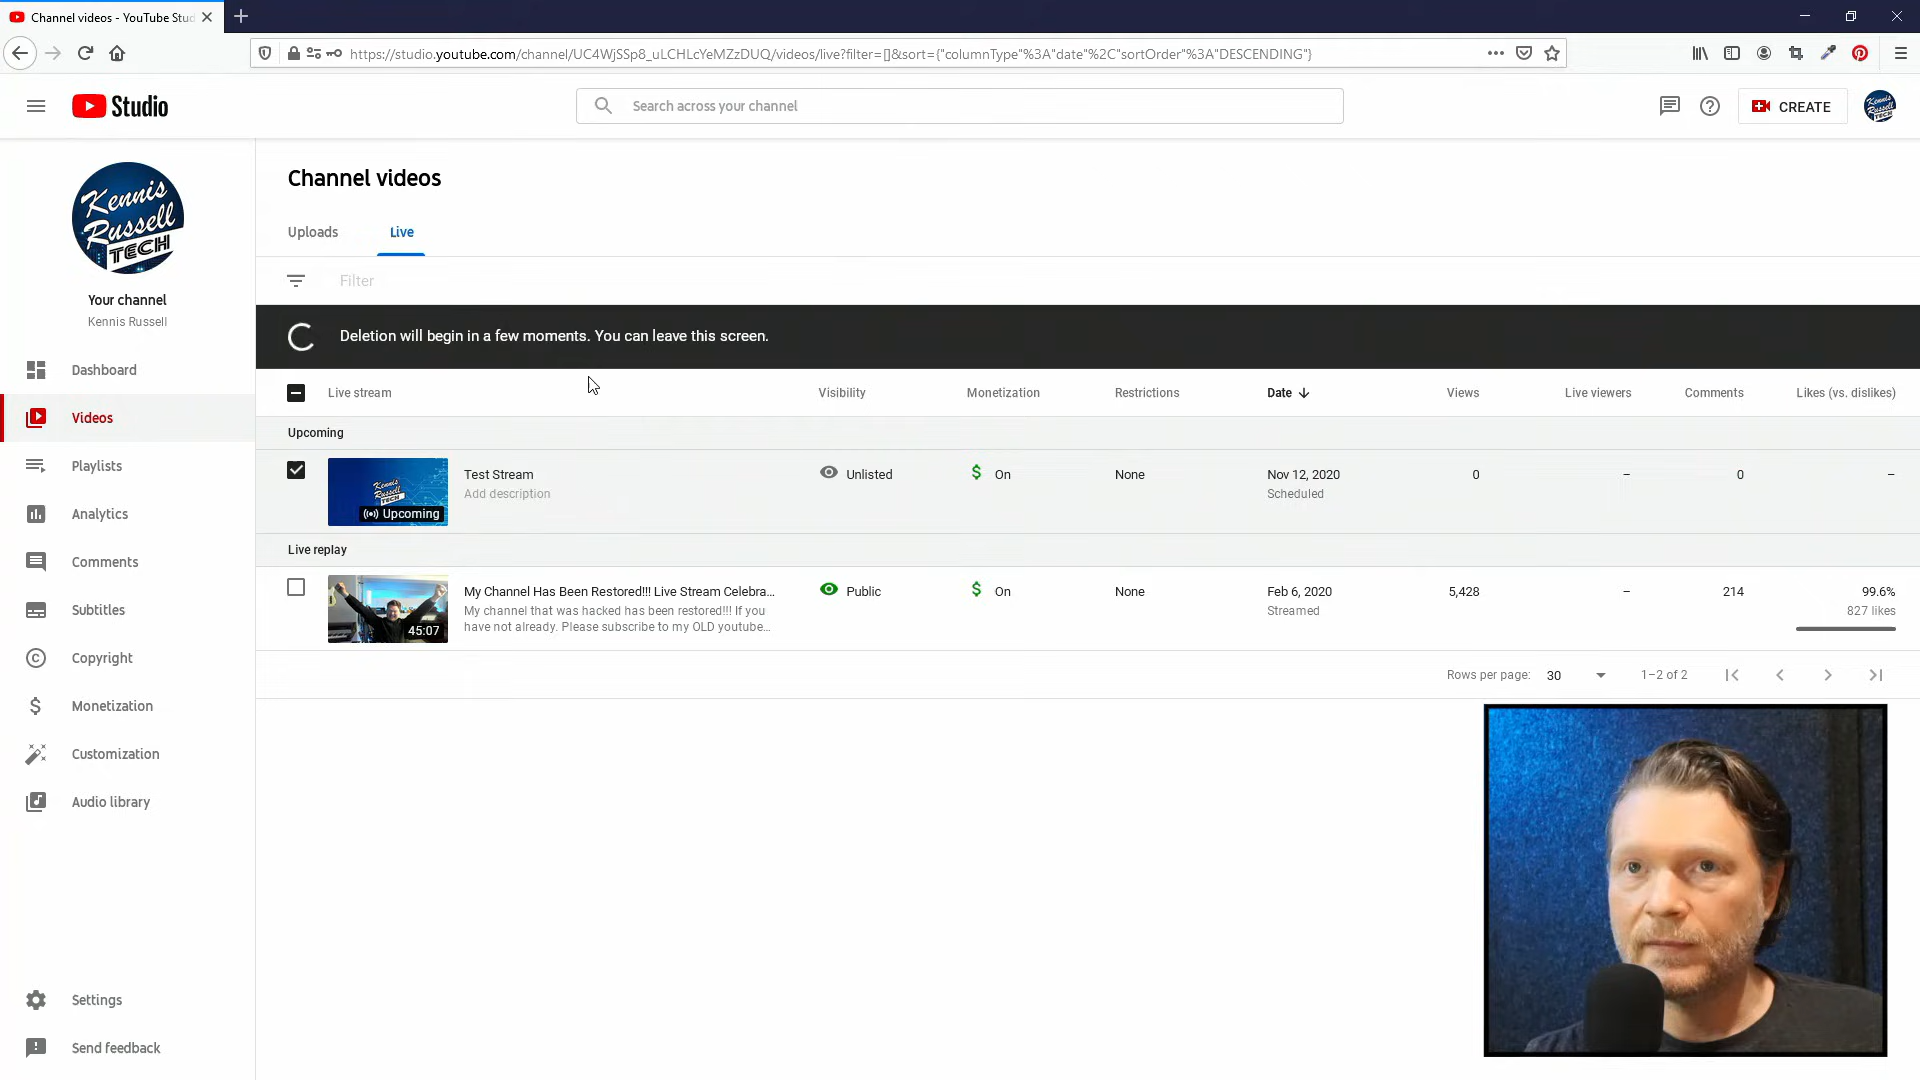 Channel videos - YouTube Stud
https://studio.youtube.com/channel/UC4WjSSp8_uLCHLcYeMZzDUQ/videos/live?filter=[]&sort={"columnType"%3A"date"%2C"sortOrder"%3A"DESCENDING"}
Studio
Search across your channel
CREATE
Kennis
Russell
TECH
Your channel
Kennis Russell
Dashboard
Videos
Playlists
Analytics
Comments
Subtitles
Copyright
Monetization
Customization
Audio library
Settings
Send feedback
Channel videos
Uploads Live
Filter
Deletion will begin in a few moments. You can leave this screen.
Live stream Visibility Monetization Restrictions Date Views Live viewers Comments Likes (vs. dislikes)
Upcoming
Test Stream Unlisted On None Nov 12, 2020 0 – 0 –
Add description Scheduled
Kennis
Russell
TECH
Upcoming
Live replay
My Channel Has Been Restored!!! Live Stream Celebra... Public On None Feb 6, 2020 5,428 – 214 99.6%
My channel that was hacked has been restored!!! If you Streamed 827 likes
have not already. Please subscribe to my OLD youtube...
45:07
Rows per page: 30 1–2 of 2